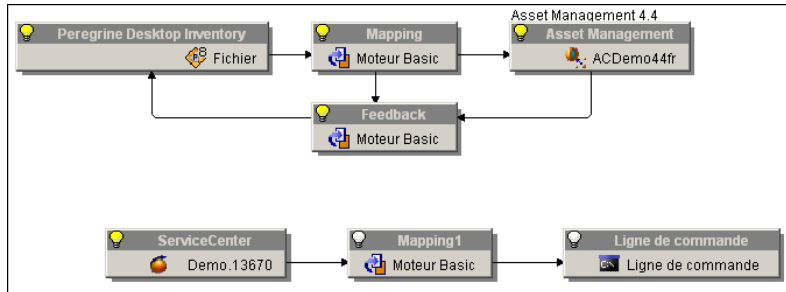 Asset Management 4.4
Peregrine Desktop Inventory
Fichier
Mapping
Moteur Basic
Asset Management
ACDemo44fr
Feedback
Moteur Basic
ServiceCenter
Demo.13670
Mapping1
Moteur Basic
Ligne de commande
Ligne de commande